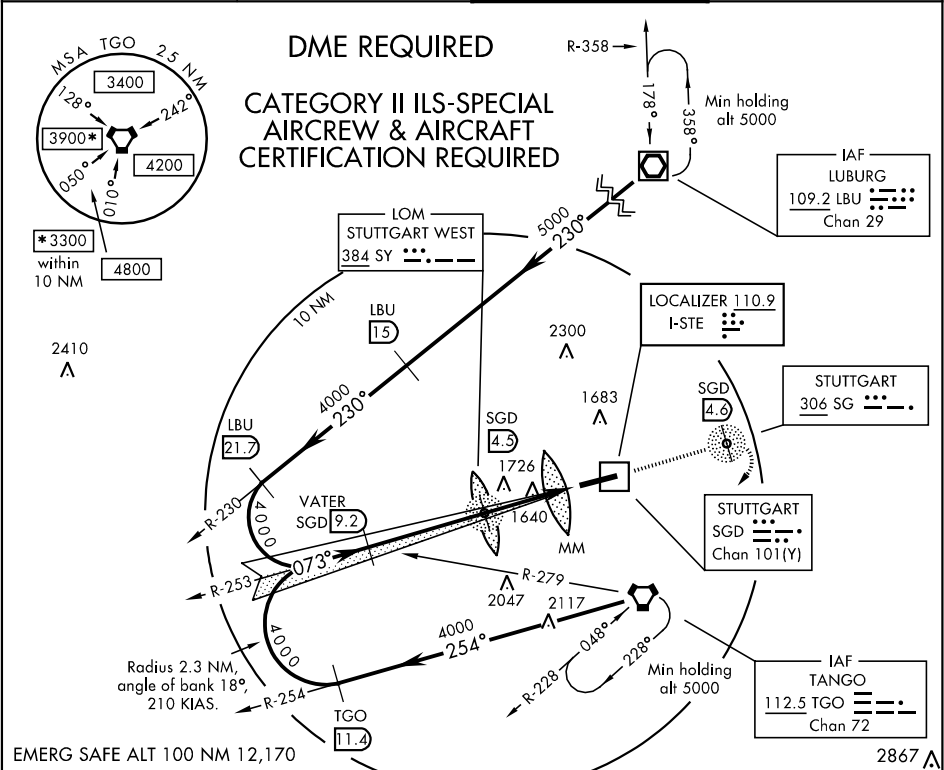 MSA TGO 25 NM
3400
128°
242°
3900*
4200
050°
010°
*3300
within
10 NM
4800
DME REQUIRED
CATEGORY II ILS-SPECIAL
AIRCREW & AIRCRAFT
CERTIFICATION REQUIRED
R-358
178°
358°
Min holding
alt 5000
IAF
LUBURG
109.2 LBU
Chan 29
LOM
STUTTGART WEST
384 SY
5000
230°
10 NM
LOCALIZER 110.9
I-STE
LBU
15
2300
2410
STUTTGART
306 SG
4000
230°
1683
SGD
4.6
LBU
21.7
SGD
4.5
1726
1640
MM
VATER
SGD 9.2
STUTTGART
SGD
Chan 101(Y)
R-230
4000
073°
R-253
R-279
2047
2117
4000
254°
4000
048°
228°
R-228
Min holding
alt 5000
IAF
TANGO
112.5 TGO
Chan 72
Radius 2.3 NM,
angle of bank 18°,
210 KIAS.
R-254
TGO
11.4
EMERG SAFE ALT 100 NM 12,170
2867